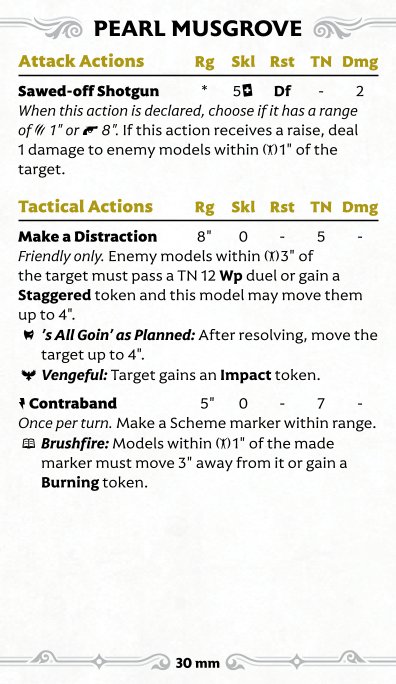 PEARL MUSGROVE
Attack Actions Rg Skl Rst TN Dmg
Sawed-off Shotgun * 5 Df - 2
When this action is declared, choose if it has a range
of 1" or 8". If this action receives a raise, deal
1 damage to enemy models within 1" of the
target.
Tactical Actions Rg Skl Rst TN Dmg
Make a Distraction 8" 0 - 5 -
Friendly only. Enemy models within 3" of
the target must pass a TN 12 Wp duel or gain a
Staggered token and this model may move them
up to 4".
's All Goin' as Planned: After resolving, move the
target up to 4".
Vengeful: Target gains an Impact token.
Contraband 5" 0 - 7 -
Once per turn. Make a Scheme marker within range.
Brushfire: Models within 1" of the made
marker must move 3" away from it or gain a
Burning token.
30 mm